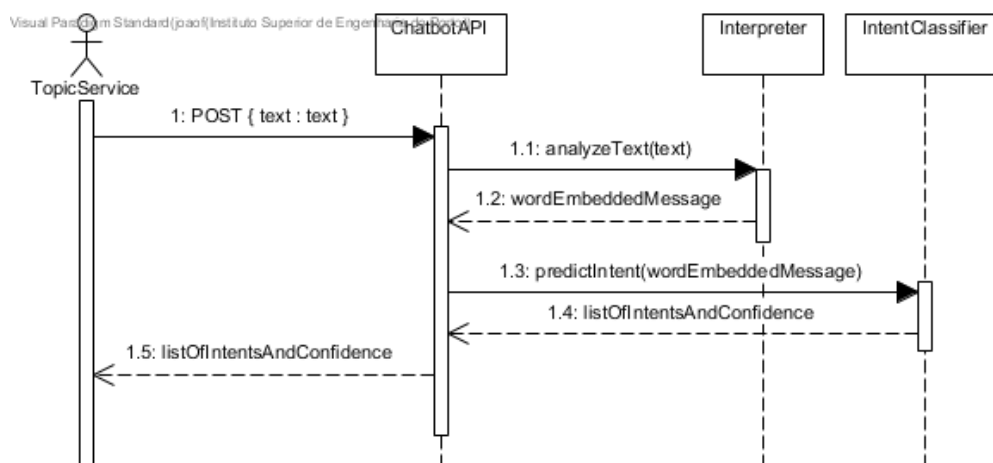 Visual Paradigm Standard(joaof(Instituto Superior de Engenharia do Porto))
ChatbotAPI
Interpreter
IntentClassifier
TopicService
1: POST { text : text }
1.1: analyzeText(text)
1.2: wordEmbeddedMessage
1.3: predictIntent(wordEmbeddedMessage)
1.4: listOfIntentsAndConfidence
1.5: listOfIntentsAndConfidence